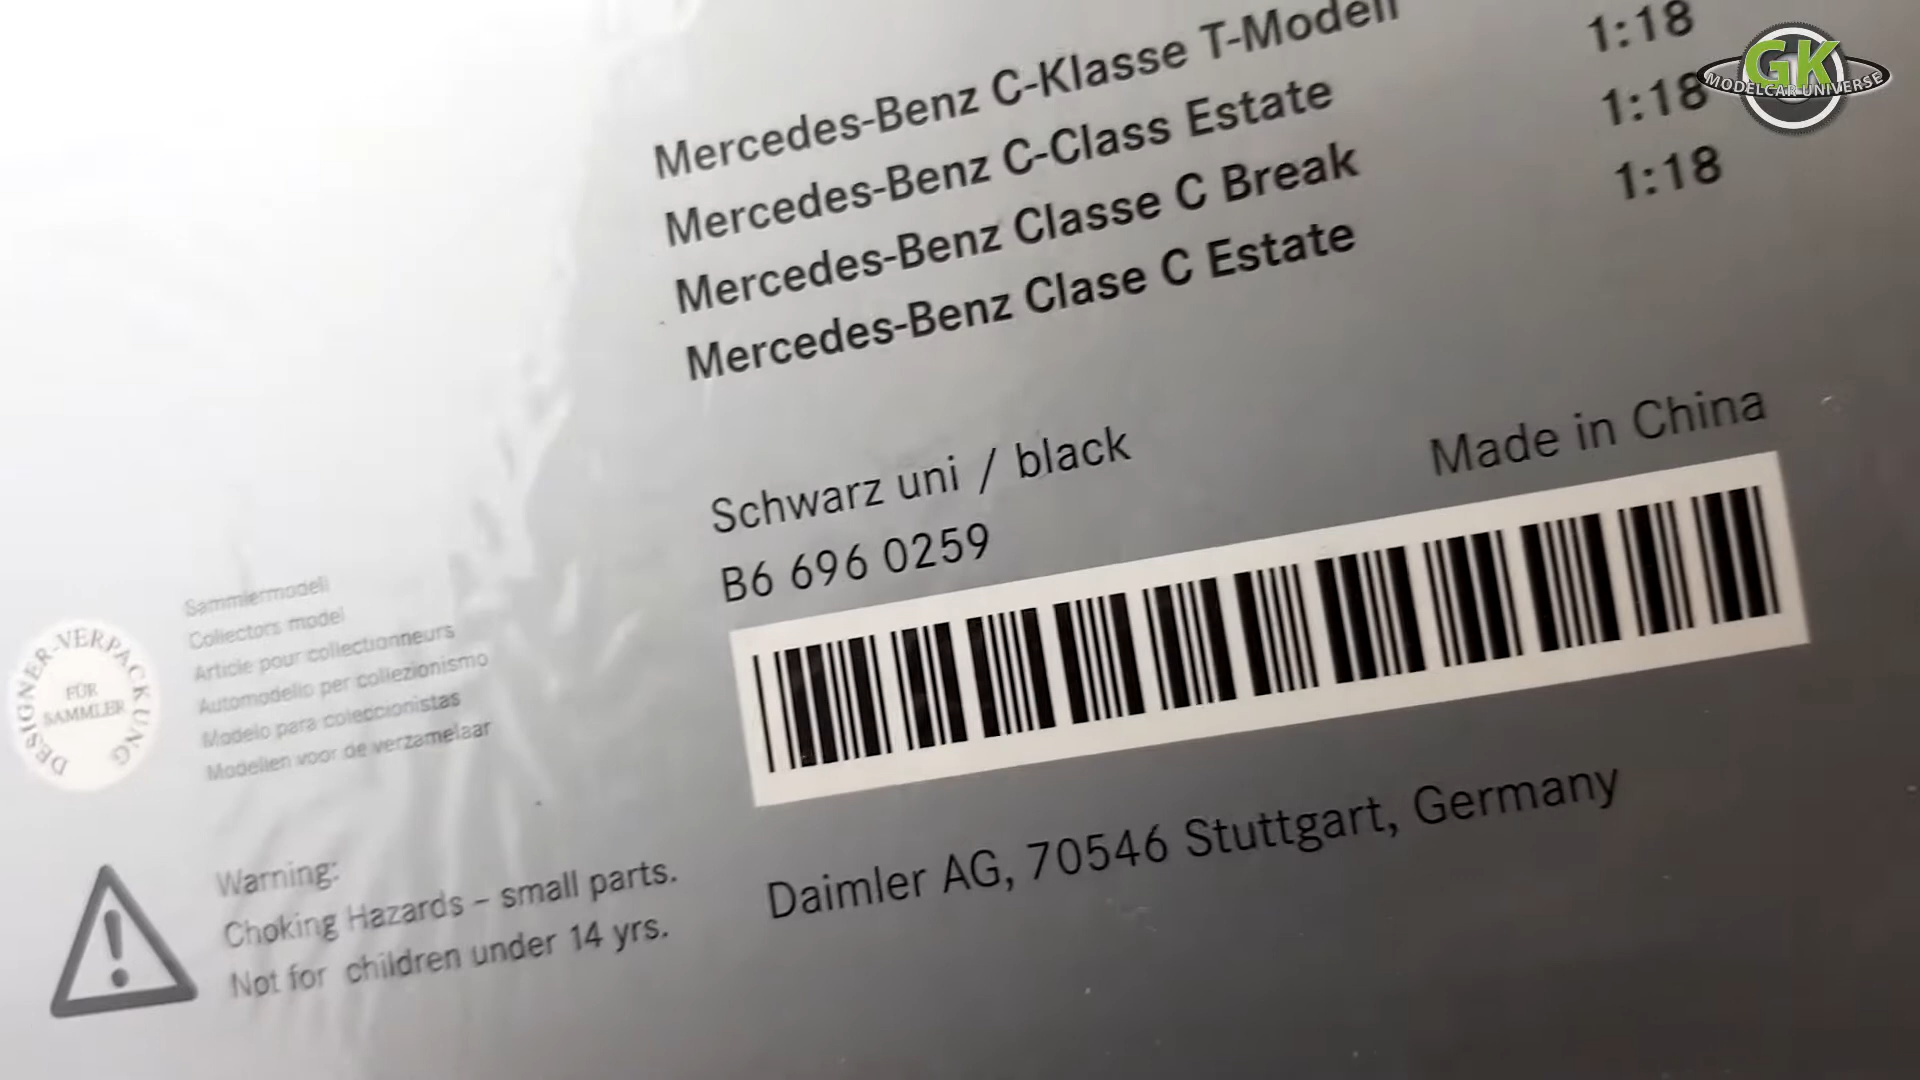 Mercedes-Benz C-Klasse T-Modell 1:18
Mercedes-Benz C-Class Estate 1:18
Mercedes-Benz Classe C Break 1:18
Mercedes-Benz Clase C Estate
Schwarz uni / black
B6 696 0259
Made in China
Daimler AG, 70546 Stuttgart, Germany
DESIGNER-VERPACKUNG
FÜR
SAMMLER
Sammlermodell
Collectors model
Article pour collectionneurs
Automodello per collezionismo
Modelo para coleccionistas
Modellen voor de verzamelaar
Warning:
Choking Hazards – small parts.
Not for children under 14 yrs.
GK
MODELCAR UNIVERSE